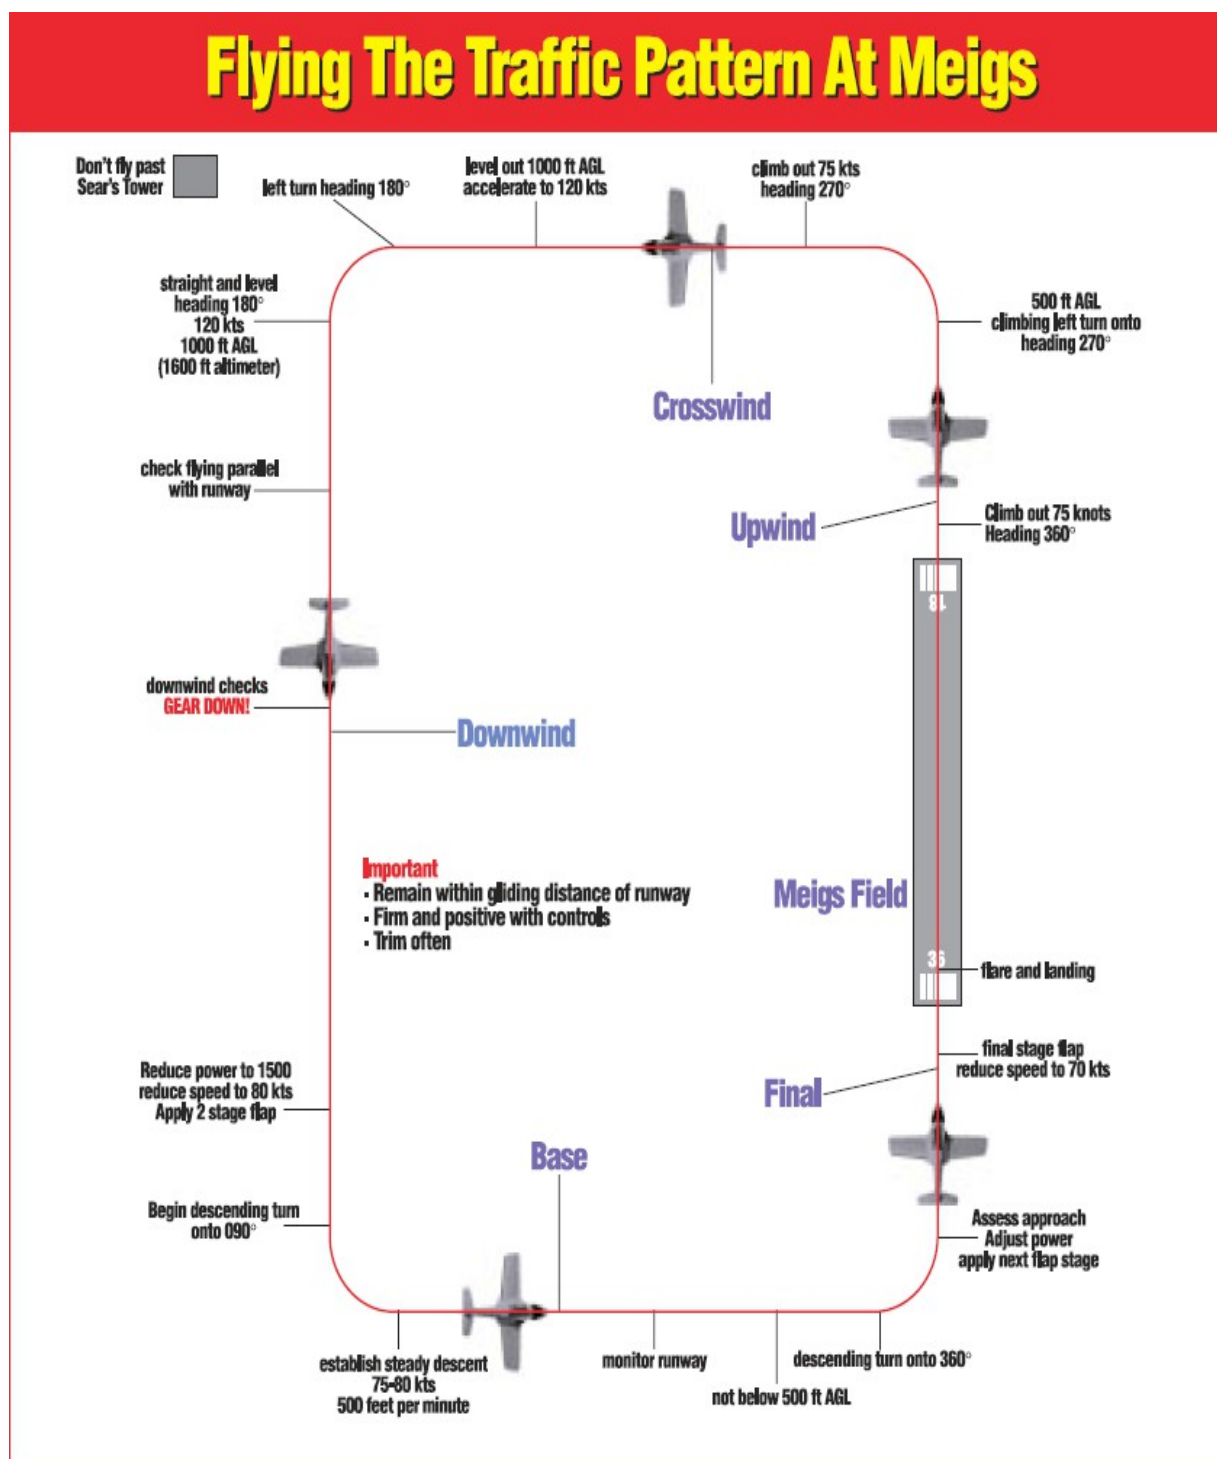 Flying The Traffic Pattern At Meigs
Don't fly past
Sear's Tower
left turn heading 180°
level out 1000 ft AGL
accelerate to 120 kts
climb out 75 kts
heading 270°
straight and level
heading 180°
120 kts
1000 ft AGL
(1600 ft altimeter)
500 ft AGL
climbing left turn onto
heading 270°
Crosswind
check flying parallel
with runway
Upwind
Climb out 75 knots
Heading 360°
18
downwind checks
GEAR DOWN!
Downwind
Important
- Remain within gliding distance of runway
- Firm and positive with controls
- Trim often
Meigs Field
36
flare and landing
Reduce power to 1500
reduce speed to 80 kts
Apply 2 stage flap
final stage flap
reduce speed to 70 kts
Final
Base
Begin descending turn
onto 090°
Assess approach
Adjust power
apply next flap stage
establish steady descent
75-80 kts
500 feet per minute
monitor runway
not below 500 ft AGL
descending turn onto 360°